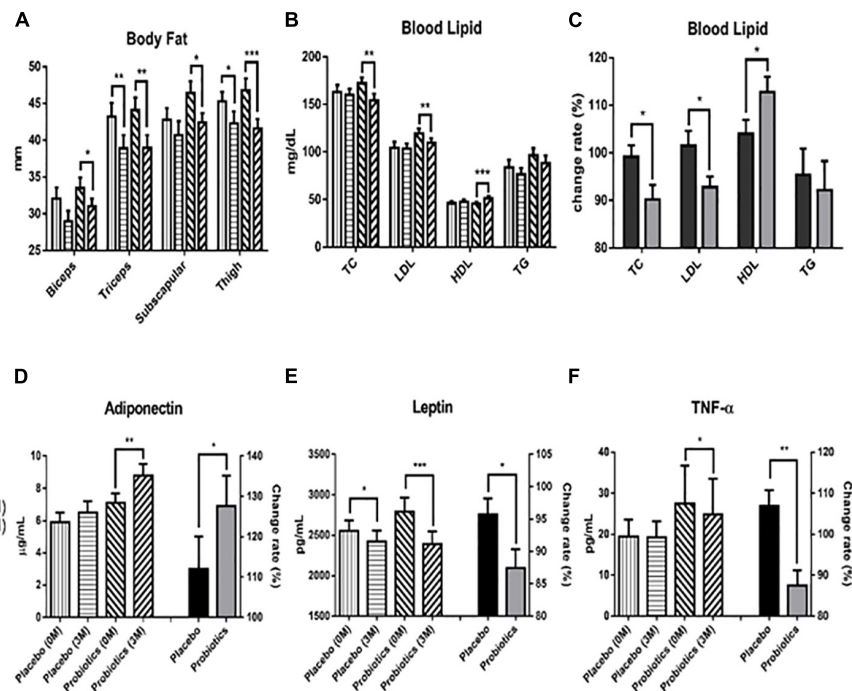 A
Body Fat
mm
50
45
40
35
30
25
*
**
**
*
*
***
Biceps
Triceps
Subscapular
Thigh
B
Blood Lipid
mg/dL
200
150
100
50
0
**
**
***
TC
LDL
HDL
TG
C
Blood Lipid
change rate (%)
120
110
100
90
80
*
*
*
TC
LDL
HDL
TG
D
Adiponectin
μg/mL
10
8
6
4
2
0
**
*
140
130
120
110
100
Change rate (%)
Placebo (0M)
Placebo (3M)
Probiotics (0M)
Probiotics (3M)
Placebo
Probiotics
E
Leptin
pg/mL
3500
3000
2500
2000
1500
*
***
*
105
100
95
90
85
80
Change rate (%)
Placebo (0M)
Placebo (3M)
Probiotics (0M)
Probiotics (3M)
Placebo
Probiotics
F
TNF-α
pg/mL
40
30
20
10
0
*
**
120
110
100
90
80
Change rate (%)
Placebo (0M)
Placebo (3M)
Probiotics (0M)
Probiotics (3M)
Placebo
Probiotics